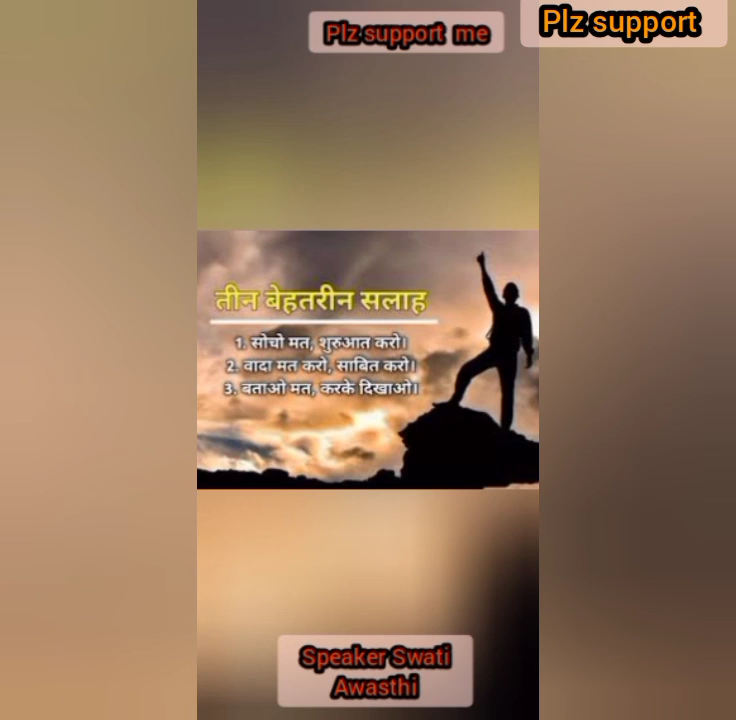 Plz support me
Plz support
तीन बेहतरीन सलाह
1. सोचो मत, शुरुआत करो।
2. वादा मत करो, साबित करो।
3. बताओ मत, करके दिखाओ।
Speaker Swati
Awasthi